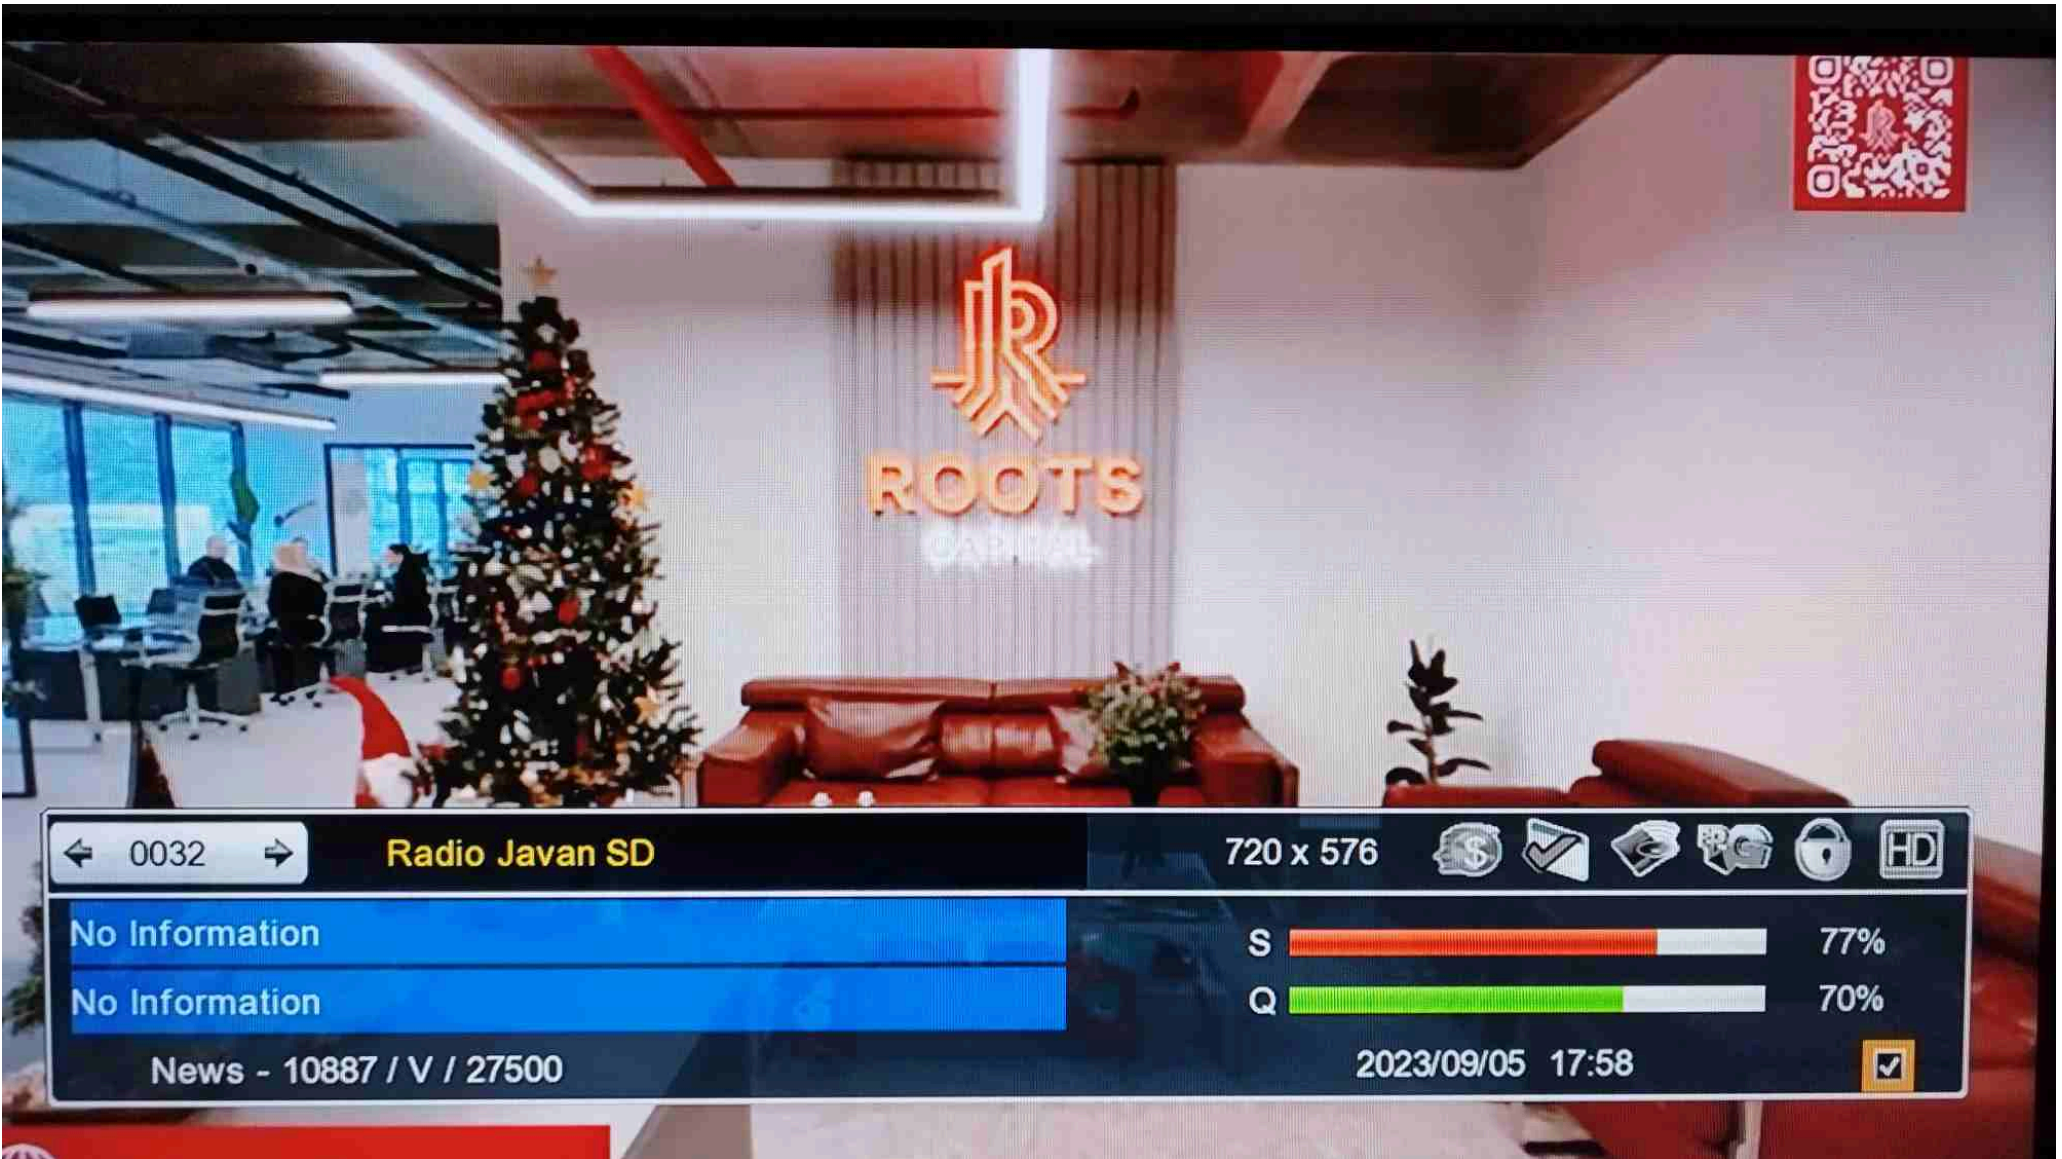 ROOTS
CAPITAL
0032
Radio Javan SD
720 x 576
HD
No Information
S
77%
No Information
Q
70%
News - 10887 / V / 27500
2023/09/05 17:58